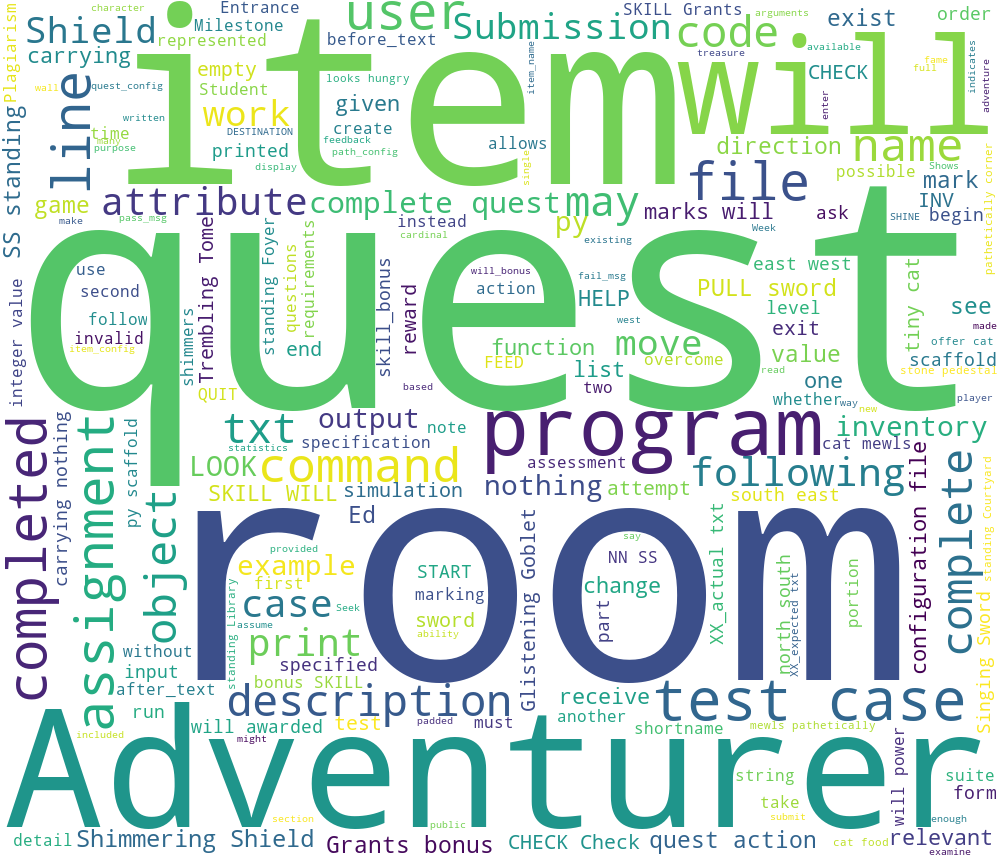 character
Entrance
SKILL Grants
order
Milestone
user
exist
Shield
before_text
Submission
code
represented
carrying
looks hungry
arguments
treasure
available
fame
full
indicates
Plagiarism
item
will
empty
item_name
CHECK
wall
quest_config
given
work
Student
enter
adventure
written
create
line
time
many
DESTINATION
feedback
allows
name
purpose
printed
path_config
display
single
direction
possible
Shows
file
mark
SS standing
attribute
complete quest
may
game
marks will
ask
INV
make
pass_msg
instead
py
Week
SHINE
begin
cardinal
existing
pathetically corner
quest
Trembling Tomer
standing Foyer
questions
requirements
use
will_bonus
fail_msg
east west
PULL sword
action
second
HELP
west
level
tiny cat
see
integer value
follow
shimmers
skill_bonus
reward
exit
made
invalid
end
function
move
overcome
value
scaffold
offer cat
item_config
FEED
list
stone pedestal
QUIT
based
two
read
one
whether
way
new
player
completed
carrying nothing
assignment
py scaffold
txt
output
note
program
inventory
specification
statistics
cat mewls
LOOK
command
assessment
following
nothing
attempt
object
SKILL WILL
simulation
south east
configuration file
complete
Ed
Glistening Goblet
XX_actual txt
standing Courtyard
room
provided
say
NN SS
example
START
first
Seek
change
marking
portion
case
sword
part
north south
XX_expected txt
standing Library
assume
ability
print
without
specified
input
after_text
bonus SKILL
receive
test case
Singing Sword
run
description
another
will awarded
test
padded
must
shortname
mewls pathetically
included
might
Adventurer
will power
string
suite
take
form
section
public
submit
enough
detail
Shimmering Shield
Grants bonus
CHECK Check
quest action
cat food
relevant
examine